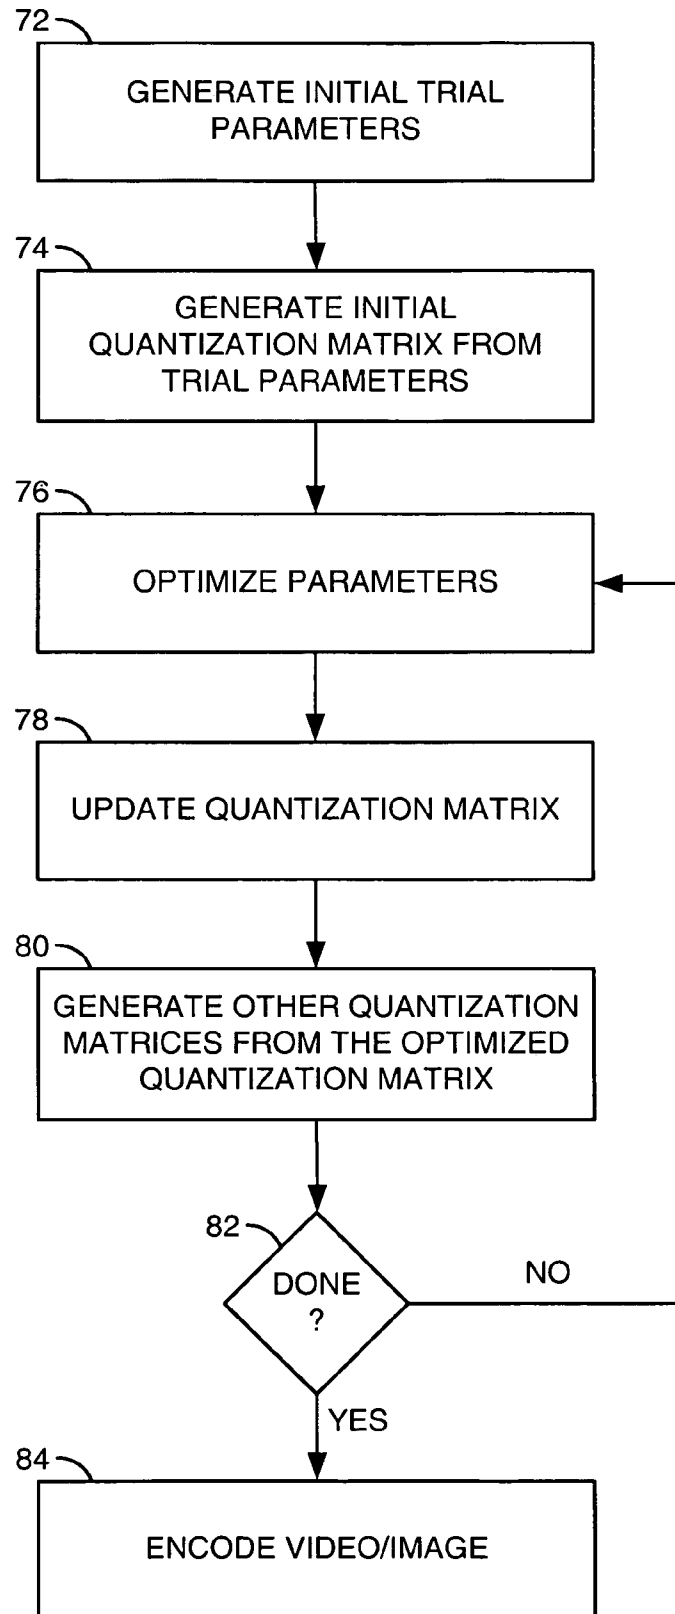 72
GENERATE INITIAL TRIAL
PARAMETERS
74
GENERATE INITIAL
QUANTIZATION MATRIX FROM
TRIAL PARAMETERS
76
OPTIMIZE PARAMETERS
78
UPDATE QUANTIZATION MATRIX
80
GENERATE OTHER QUANTIZATION
MATRICES FROM THE OPTIMIZED
QUANTIZATION MATRIX
82
DONE
?
NO
YES
84
ENCODE VIDEO/IMAGE